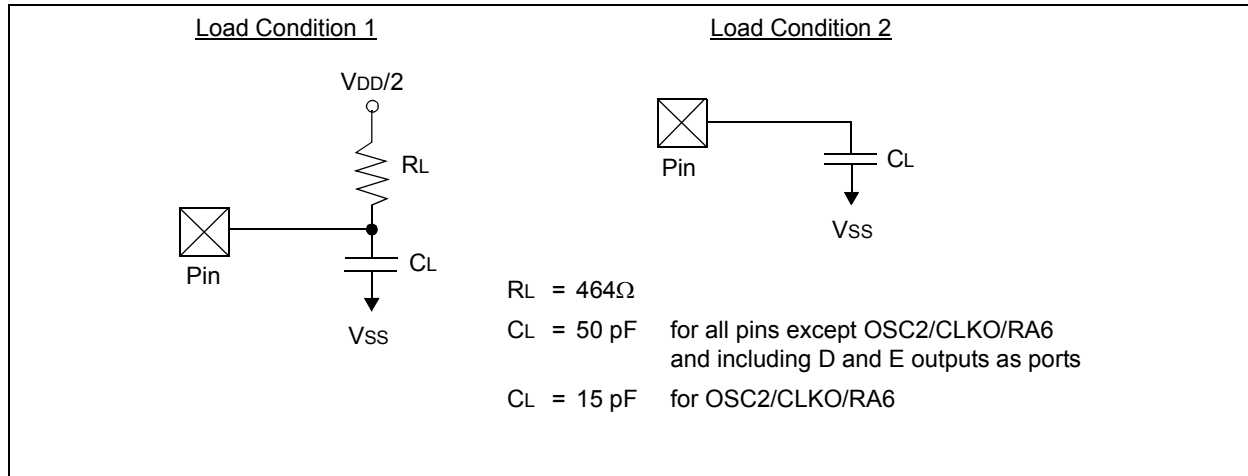 Load Condition 1
VDD/2
RL
Pin
CL
VSS
Load Condition 2
Pin
CL
VSS
RL = 464Ω
CL = 50 pF for all pins except OSC2/CLKO/RA6
and including D and E outputs as ports
CL = 15 pF for OSC2/CLKO/RA6